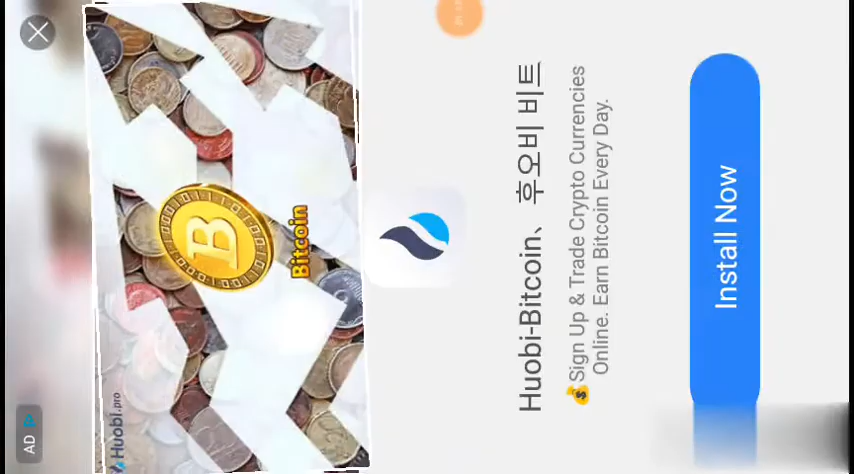 Bitcoin
Huobi.pro
AD
Huobi-Bitcoin、 후오비 비트
💰Sign Up & Trade Crypto Currencies
Online. Earn Bitcoin Every Day.
Install Now